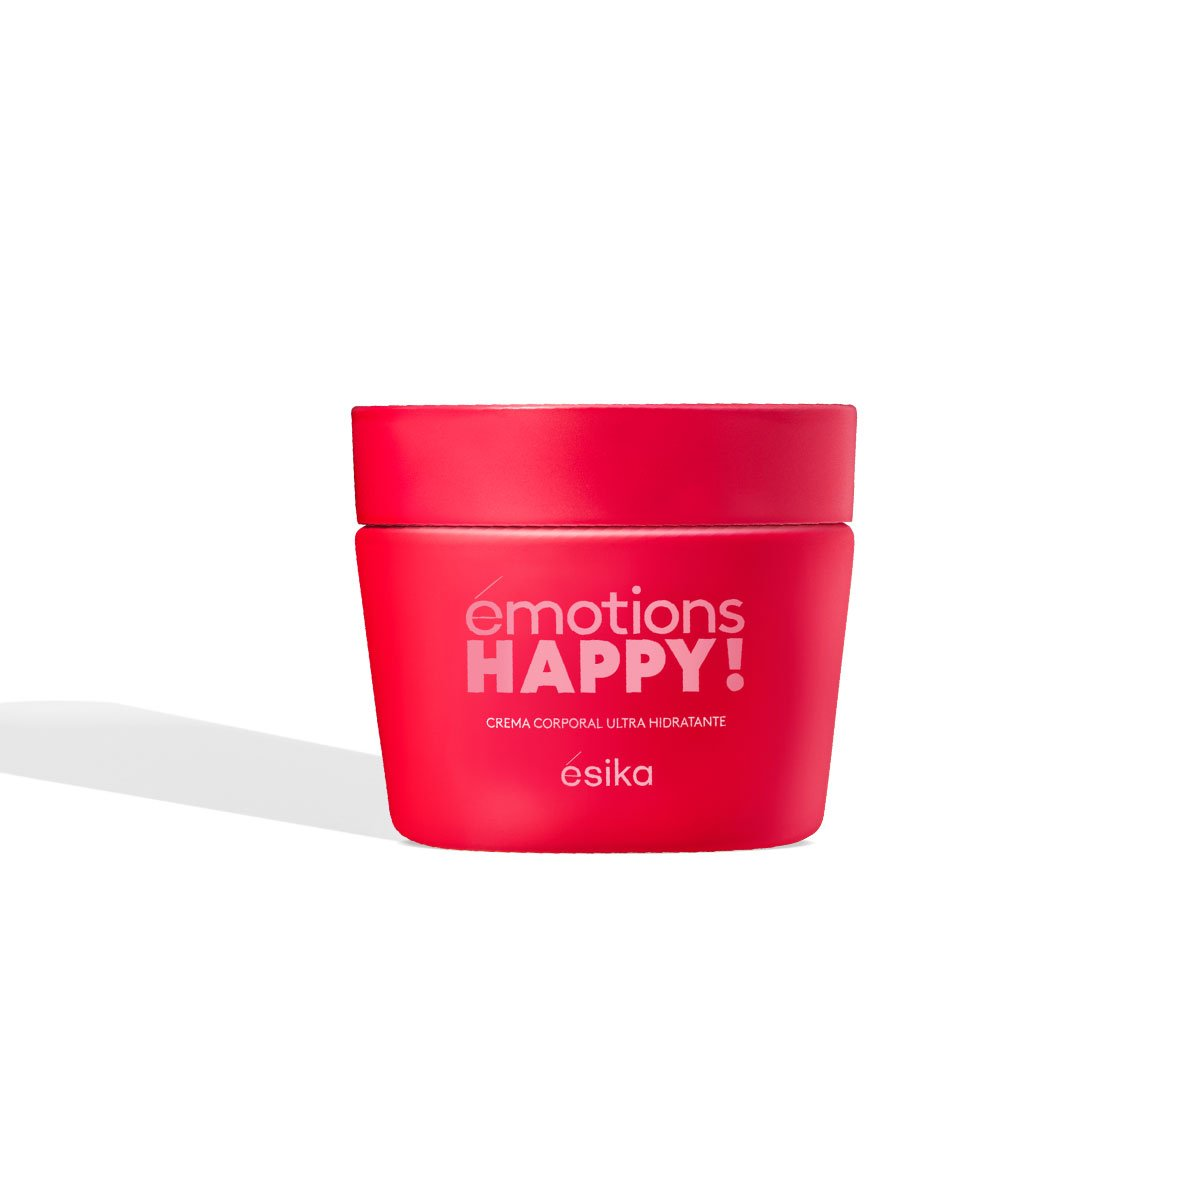 émotions
HAPPY!
CREMA CORPORAL ULTRA HIDRATANTE
ésika